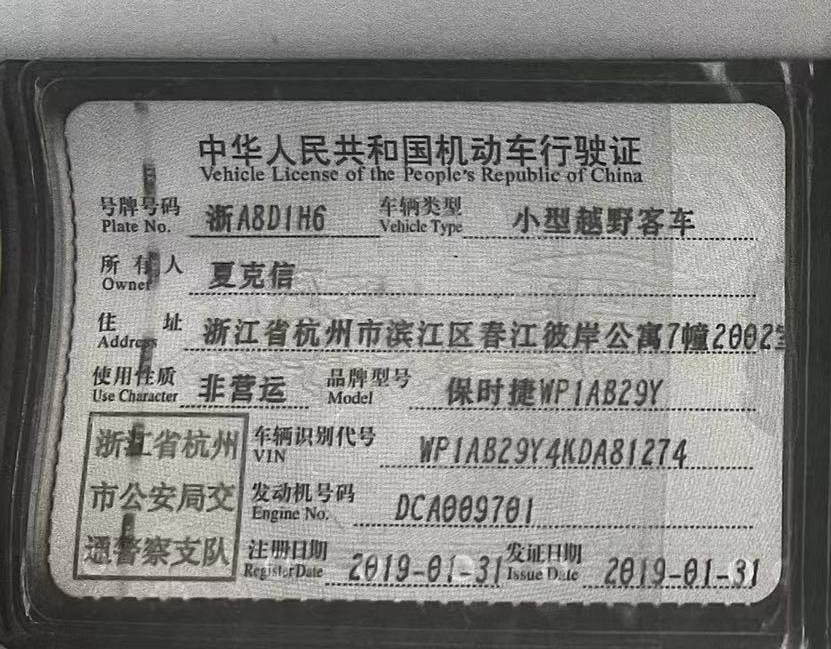 中华人民共和国机动车行驶证
Vehicle License of the People's Republic of China
号牌号码 浙A8D1H6 车辆类型 小型越野客车
Plate No. Vehicle Type
所有人 夏克信
Owner
住址 浙江省杭州市滨江区春江彼岸公寓7幢2002室
Address
使用性质 非营运 品牌型号 保时捷WP1AB29Y
Use Character Model
浙江省杭州
市公安局交
通警察支队
车辆识别代号 WP1AB29Y4KDA81274
VIN
发动机号码 DCA009701
Engine No.
注册日期 2019-01-31 发证日期 2019-01-31
Register Date Issue Date